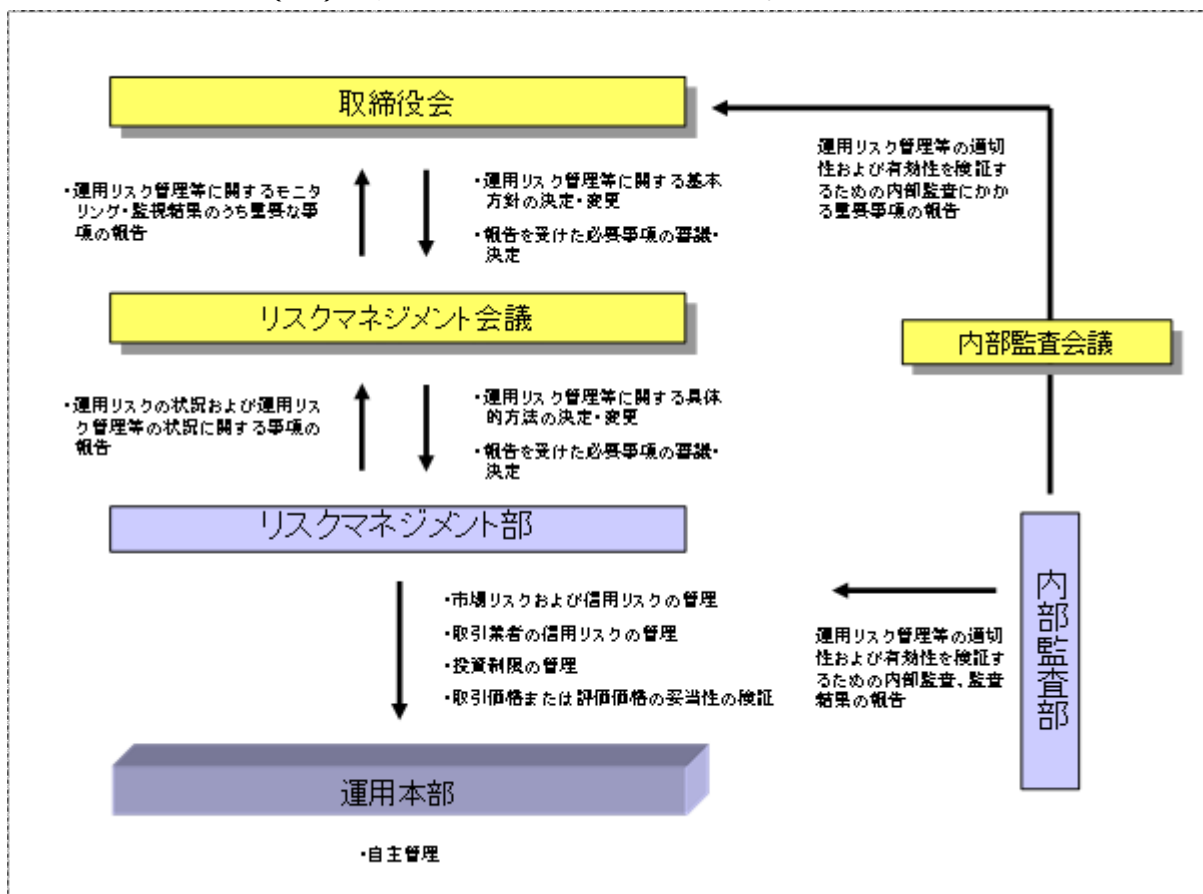 取締役会
・運用リスク管理等に関するモニタ
リング・監視結果のうち重要な事
項の報告
・運用リスク管理等に関する基本
方針の決定・変更
・報告を受けた必要事項の審議・
決定
運用リスク管理等の適切
性および有効性を検証す
るための内部監査にかか
る重要事項の報告
リスクマネジメント会議
内部監査会議
・運用リスクの状況および運用リス
ク管理等の状況に関する事項の
報告
・運用リスク管理等に関する具体
的方法の決定・変更
・報告を受けた必要事項の審議・
決定
リスクマネジメント部
・市場リスクおよび信用リスクの管理
・取引業者の信用リスクの管理
・投資制限の管理
・取引価格または評価価格の妥当性の検証
運用リスク管理等の適切
性および有効性を検証す
るための内部監査、監査
結果の報告
内部監査部
運用本部
・自主管理